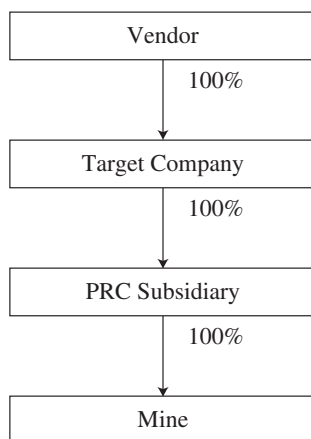 Vendor
100%
Target Company
100%
PRC Subsidiary
100%
Mine